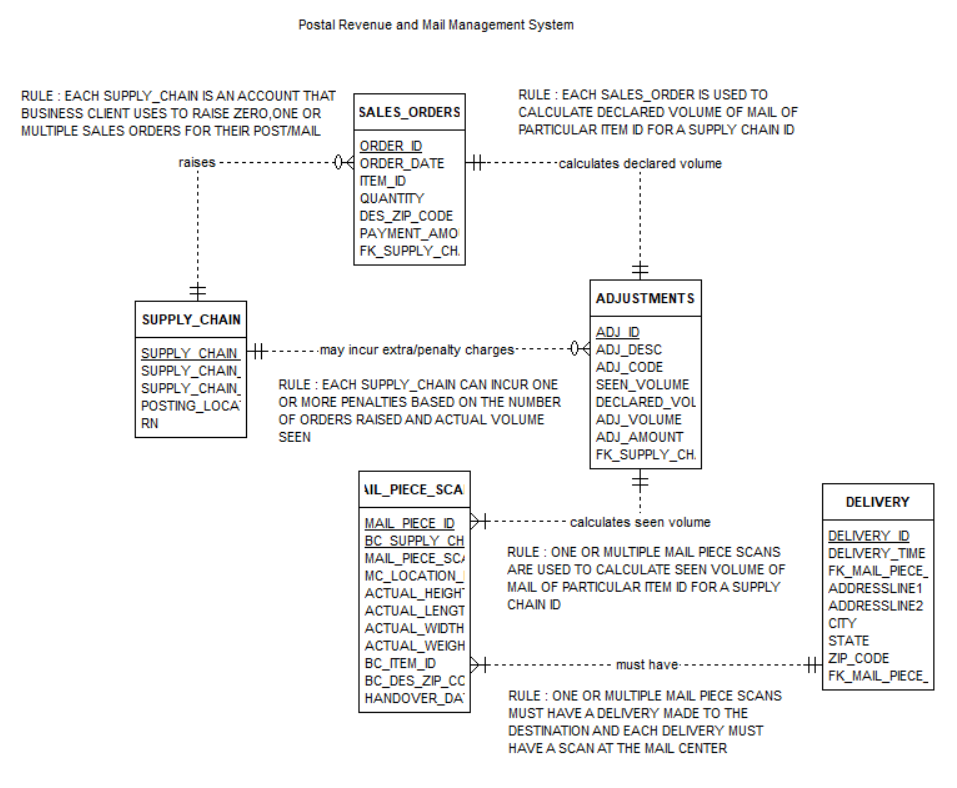 Postal Revenue and Mail Management System
RULE : EACH SUPPLY_CHAIN IS AN ACCOUNT THAT
BUSINESS CLIENT USES TO RAISE ZERO,ONE OR
MULTIPLE SALES ORDERS FOR THEIR POST/MAIL
raises
SALES_ORDERS
ORDER_ID
ORDER_DATE
ITEM_ID
QUANTITY
DES_ZIP_CODE
PAYMENT_AMO
FK_SUPPLY_CH
RULE : EACH SALES_ORDER IS USED TO
CALCULATE DECLARED VOLUME OF MAIL OF
PARTICULAR ITEM ID FOR A SUPPLY CHAIN ID
calculates declared volume
SUPPLY_CHAIN
SUPPLY_CHAIN_
SUPPLY_CHAIN_
SUPPLY_CHAIN_
POSTING_LOCAT
RN
may incur extra/penalty charges
RULE : EACH SUPPLY_CHAIN CAN INCUR ONE
OR MORE PENALTIES BASED ON THE NUMBER
OF ORDERS RAISED AND ACTUAL VOLUME
SEEN
ADJUSTMENTS
ADJ_ID
ADJ_DESC
ADJ_CODE
SEEN_VOLUME
DECLARED_VOL
ADJ_VOLUME
ADJ_AMOUNT
FK_SUPPLY_CH
AIL_PIECE_SCA
MAIL_PIECE_ID
BC_SUPPLY_CH
MAIL_PIECE_SCA
MC_LOCATION_
ACTUAL_HEIGHT
ACTUAL_LENGT
ACTUAL_WIDTH
ACTUAL_WEIGH
BC_ITEM_ID
BC_DES_ZIP_CO
HANDOVER_DA
calculates seen volume
RULE : ONE OR MULTIPLE MAIL PIECE SCANS
ARE USED TO CALCULATE SEEN VOLUME OF
MAIL OF PARTICULAR ITEM ID FOR A SUPPLY
CHAIN ID
must have
RULE : ONE OR MULTIPLE MAIL PIECE SCANS
MUST HAVE A DELIVERY MADE TO THE
DESTINATION AND EACH DELIVERY MUST
HAVE A SCAN AT THE MAIL CENTER
DELIVERY
DELIVERY_ID
DELIVERY_TIME
FK_MAIL_PIECE_
ADDRESSLINE1
ADDRESSLINE2
CITY
STATE
ZIP_CODE
FK_MAIL_PIECE_